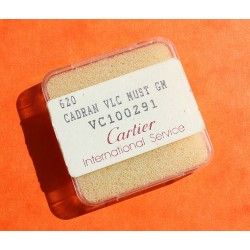 620
CADRAN VLC MUST GM
VC100291
Cartier
International Service